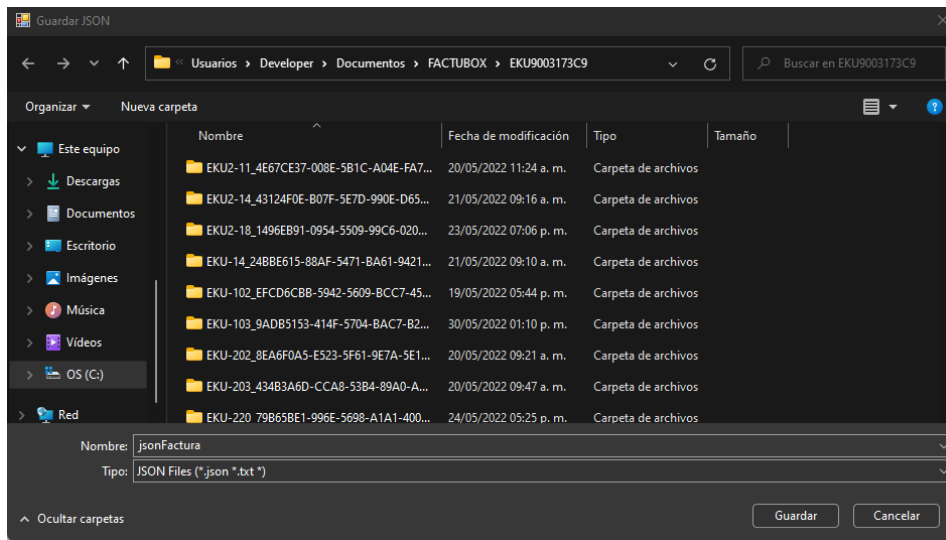 Guardar JSON
« Usuarios › Developer › Documentos › FACTUBOX › EKU9003173C9
Buscar en EKU9003173C9
Organizar Nueva carpeta
Nombre Fecha de modificación Tipo Tamaño
Este equipo
Descargas
Documentos
Escritorio
Imágenes
Música
Vídeos
OS (C:)
Red
EKU2-11_4E67CE37-008E-5B1C-A04E-FA7... 20/05/2022 11:24 a. m. Carpeta de archivos
EKU2-14_43124F0E-B07F-5E7D-990E-D65... 21/05/2022 09:16 a. m. Carpeta de archivos
EKU2-18_1496EB91-0954-5509-99C6-020... 23/05/2022 07:06 p. m. Carpeta de archivos
EKU-14_24BBE615-88AF-5471-BA61-9421... 21/05/2022 09:10 a. m. Carpeta de archivos
EKU-102_EFCD6CBB-5942-5609-BCC7-45... 19/05/2022 05:44 p. m. Carpeta de archivos
EKU-103_9ADB5153-414F-5704-BAC7-B2... 30/05/2022 01:10 p. m. Carpeta de archivos
EKU-202_8EA6F0A5-E523-5F61-9E7A-5E1... 20/05/2022 09:21 a. m. Carpeta de archivos
EKU-203_434B3A6D-CCA8-53B4-89A0-A... 20/05/2022 09:47 a. m. Carpeta de archivos
EKU-220_79B65BE1-996E-5698-A1A1-400... 24/05/2022 05:25 p. m. Carpeta de archivos
Nombre: jsonFactura
Tipo: JSON Files (*.json *.txt *)
Ocultar carpetas
Guardar Cancelar